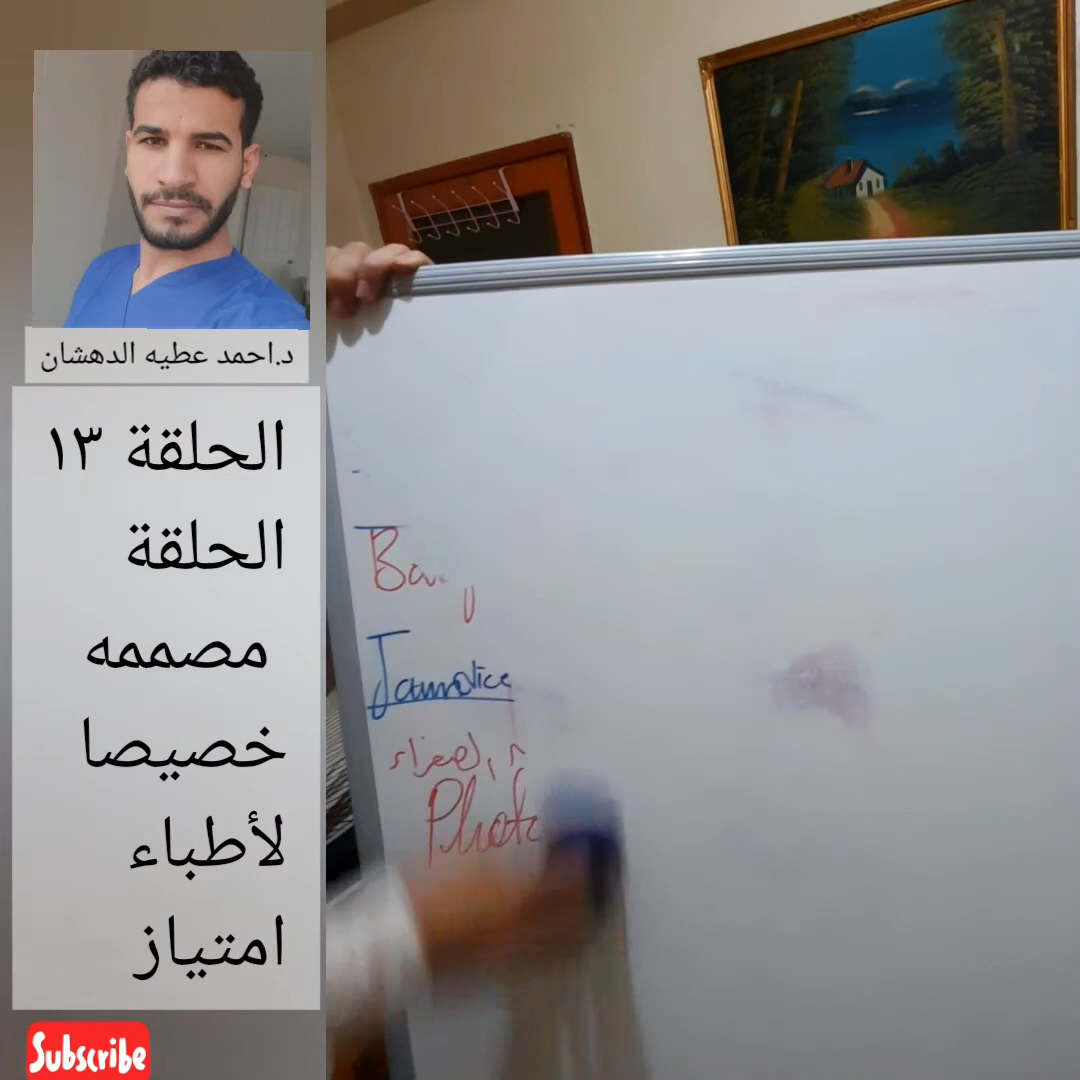 د.احمد عطيه الدهشان
الحلقة ١٣
الحلقة
مصممه
خصيصا
لأطباء
امتياز
Subscribe
Jaundice